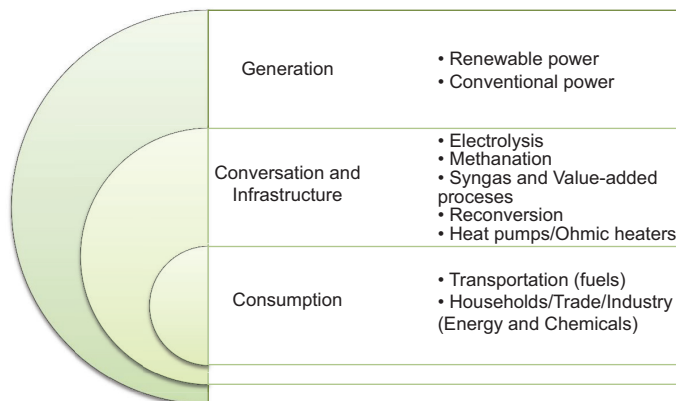 Generation
• Renewable power
• Conventional power
Conversation and
Infrastructure
• Electrolysis
• Methanation
• Syngas and Value-added
proceses
• Reconversion
• Heat pumps/Ohmic heaters
Consumption
• Transportation (fuels)
• Households/Trade/Industry
(Energy and Chemicals)